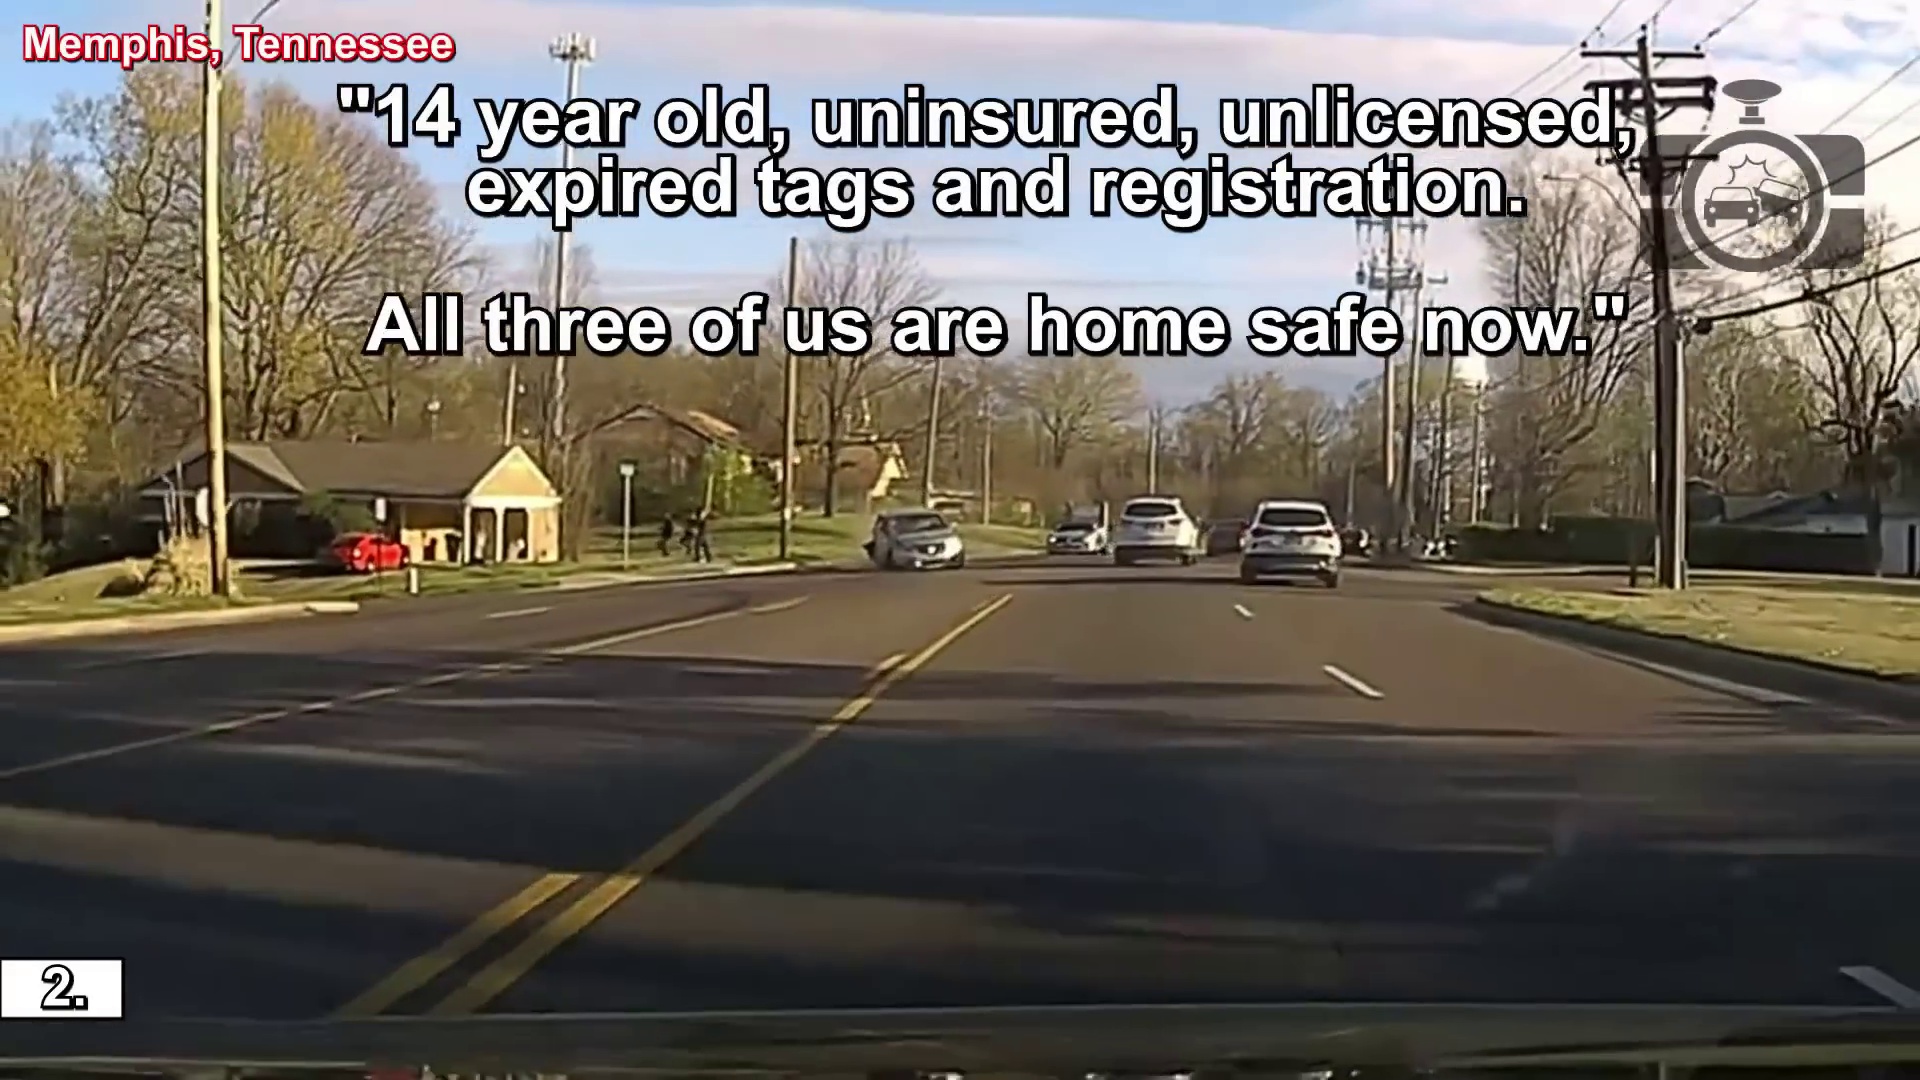 Memphis, Tennessee
"14 year old, uninsured, unlicensed,
expired tags and registration.
All three of us are home safe now."
2.